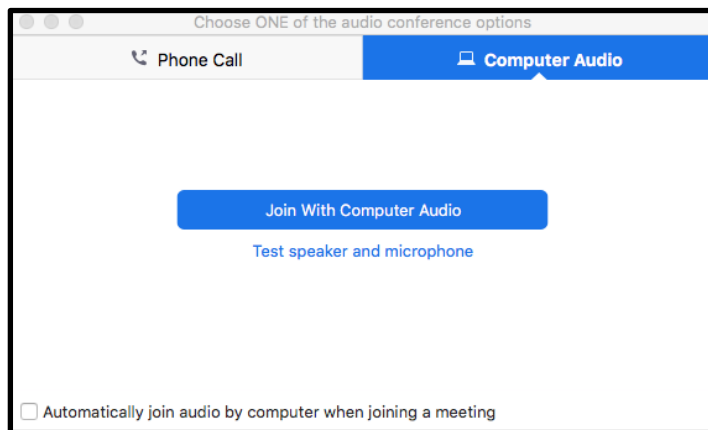 Choose ONE of the audio conference options
Phone Call
Computer Audio
Join With Computer Audio
Test speaker and microphone
Automatically join audio by computer when joining a meeting